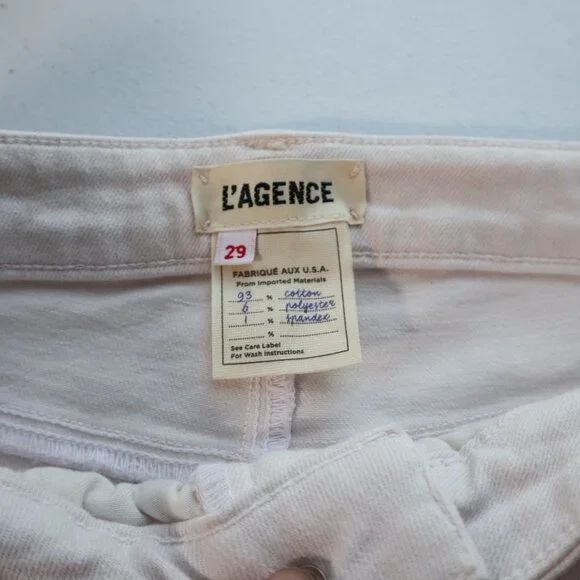 L'AGENCE
29
FABRIQUÉ AUX U.S.A.
From Imported Materials
93 % cotton
6 % polyester
1 % spandex
%
See Care Label
For Wash Instructions